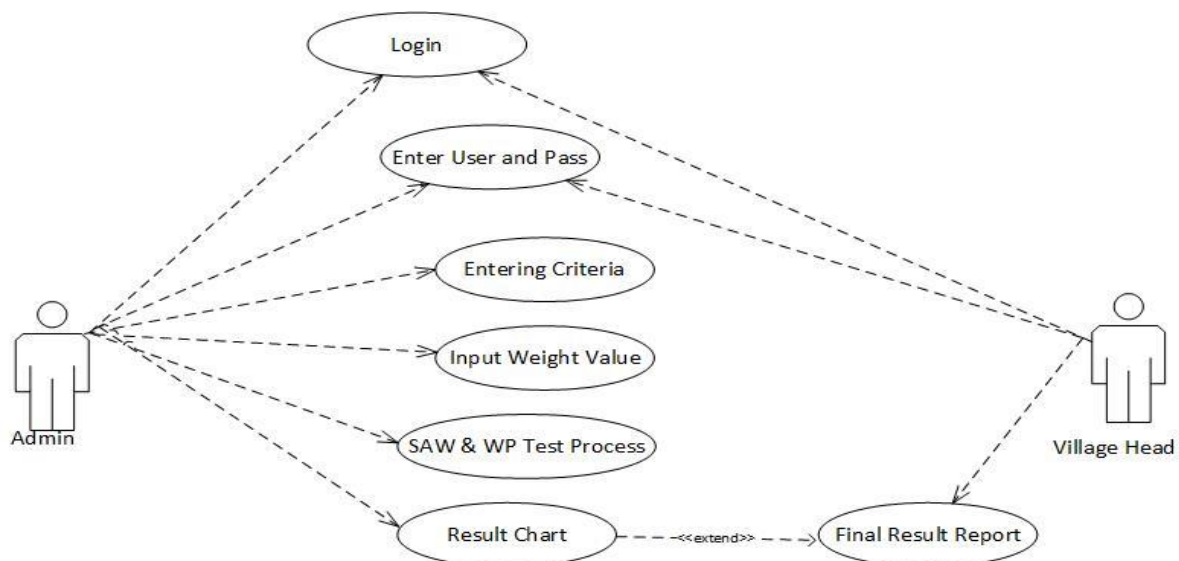 Login
Enter User and Pass
Entering Criteria
Input Weight Value
Admin
SAW & WP Test Process
Village Head
Result Chart
<<extend>>
Final Result Report